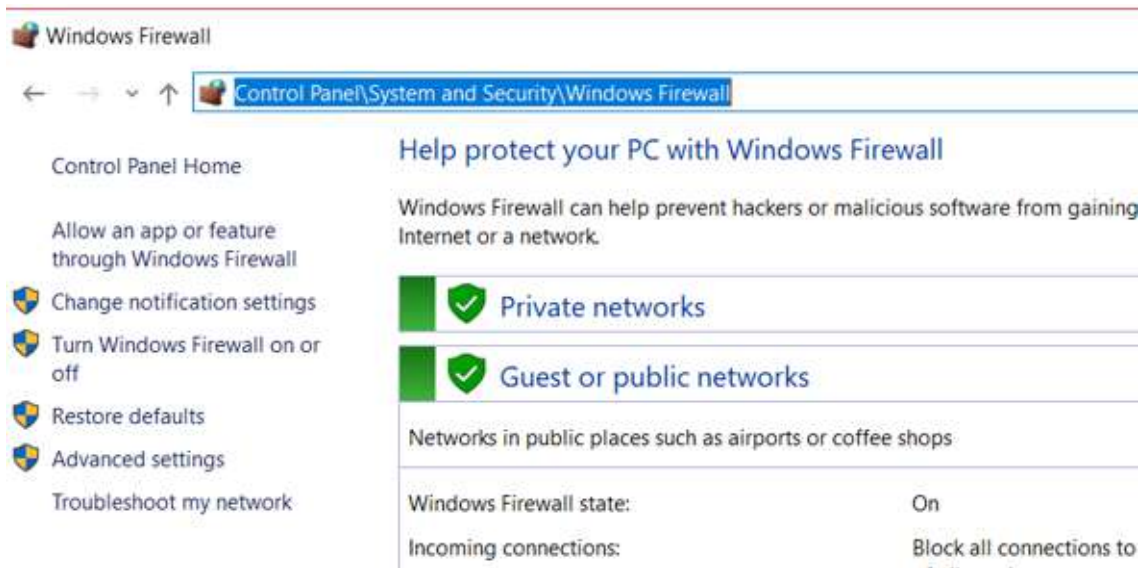 Windows Firewall
Control Panel\System and Security\Windows Firewall
Control Panel Home
Allow an app or feature
through Windows Firewall
Change notification settings
Turn Windows Firewall on or
off
Restore defaults
Advanced settings
Troubleshoot my network
Help protect your PC with Windows Firewall
Windows Firewall can help prevent hackers or malicious software from gaining
Internet or a network.
Private networks
Guest or public networks
Networks in public places such as airports or coffee shops
Windows Firewall state:
On
Incoming connections:
Block all connections to